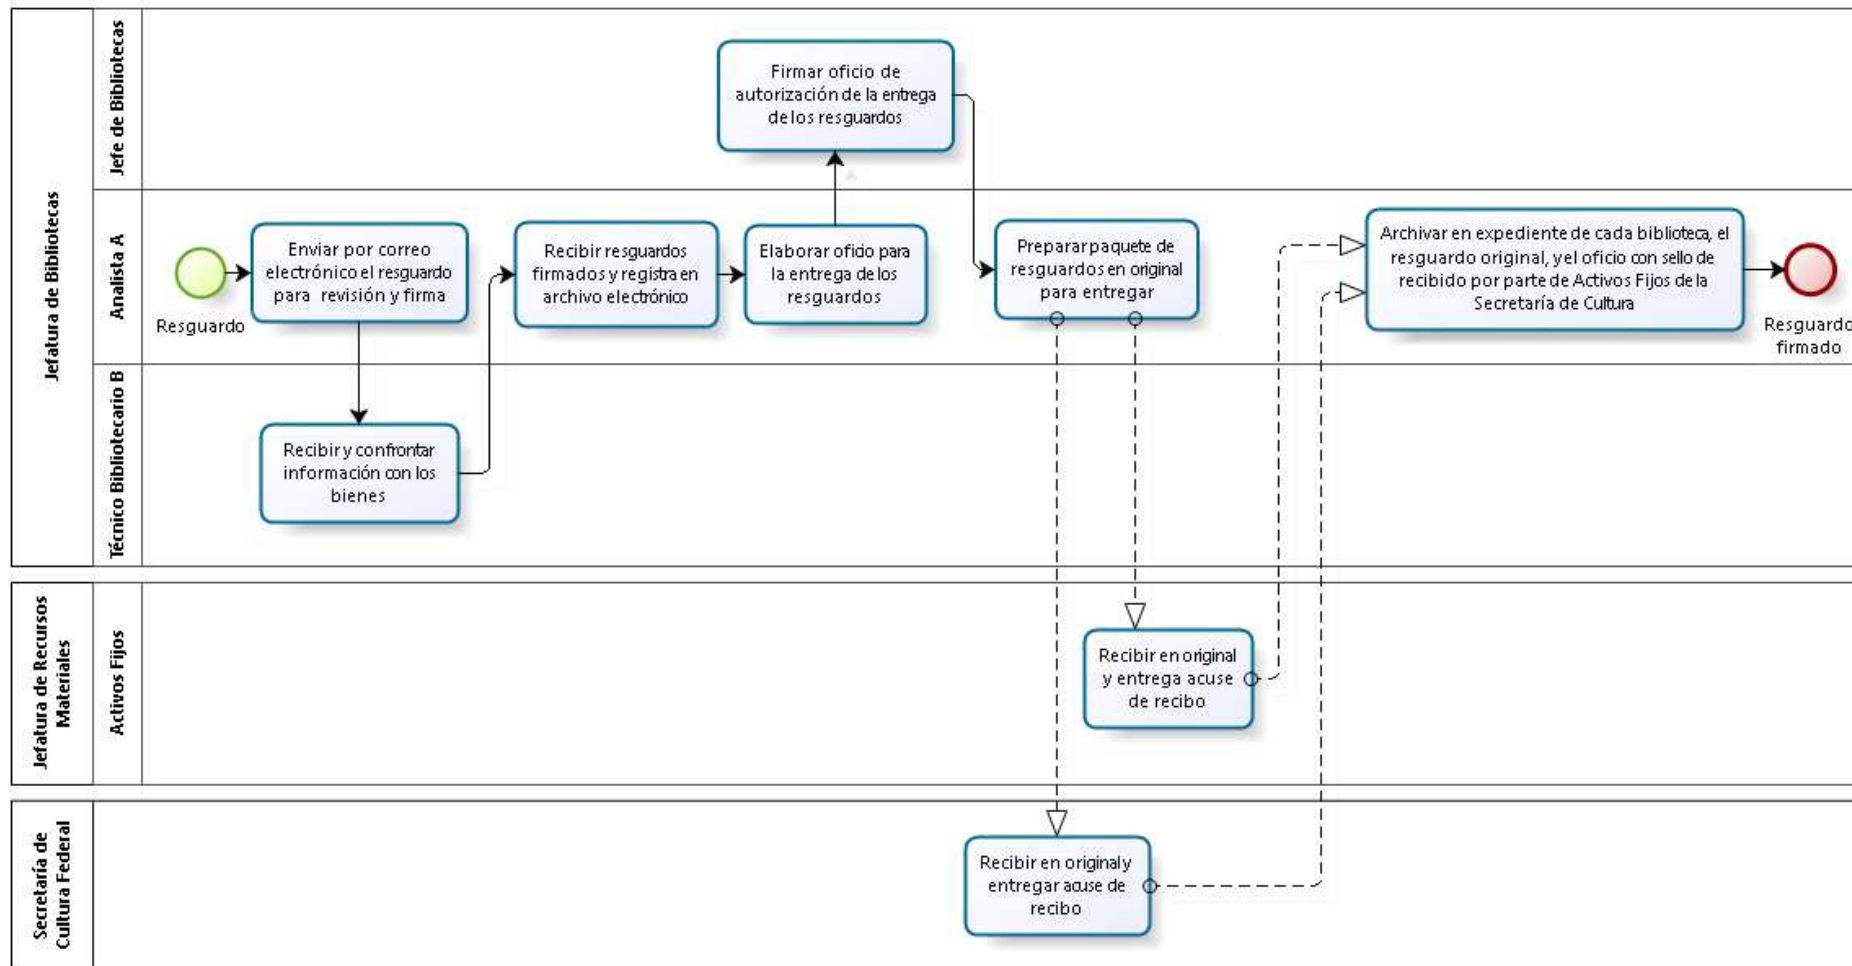 Jefatura de Bibliotecas
Jefe de Bibliotecas
Firmar oficio de
autorización de la entrega
de los resguardos
Analista A
Resguardo
Enviar por correo
electrónico el resguardo
para revisión y firma
Recibir resguardos
firmados y registra en
archivo electrónico
Elaborar oficio para
la entrega de los
resguardos
Preparar paquete de
resguardos en original
para entregar
Archivar en expediente de cada biblioteca, el
resguardo original, y el oficio con sello de
recibido por parte de Activos Fijos de la
Secretaría de Cultura
Resguardo
firmado
Técnico Bibliotecario B
Recibir y confrontar
información con los
bienes
Jefatura de Recursos
Materiales
Activos Fijos
Recibir en original
y entrega acuse
de recibo
Secretaría de
Cultura Federal
Recibir en original y
entregar acuse de
recibo